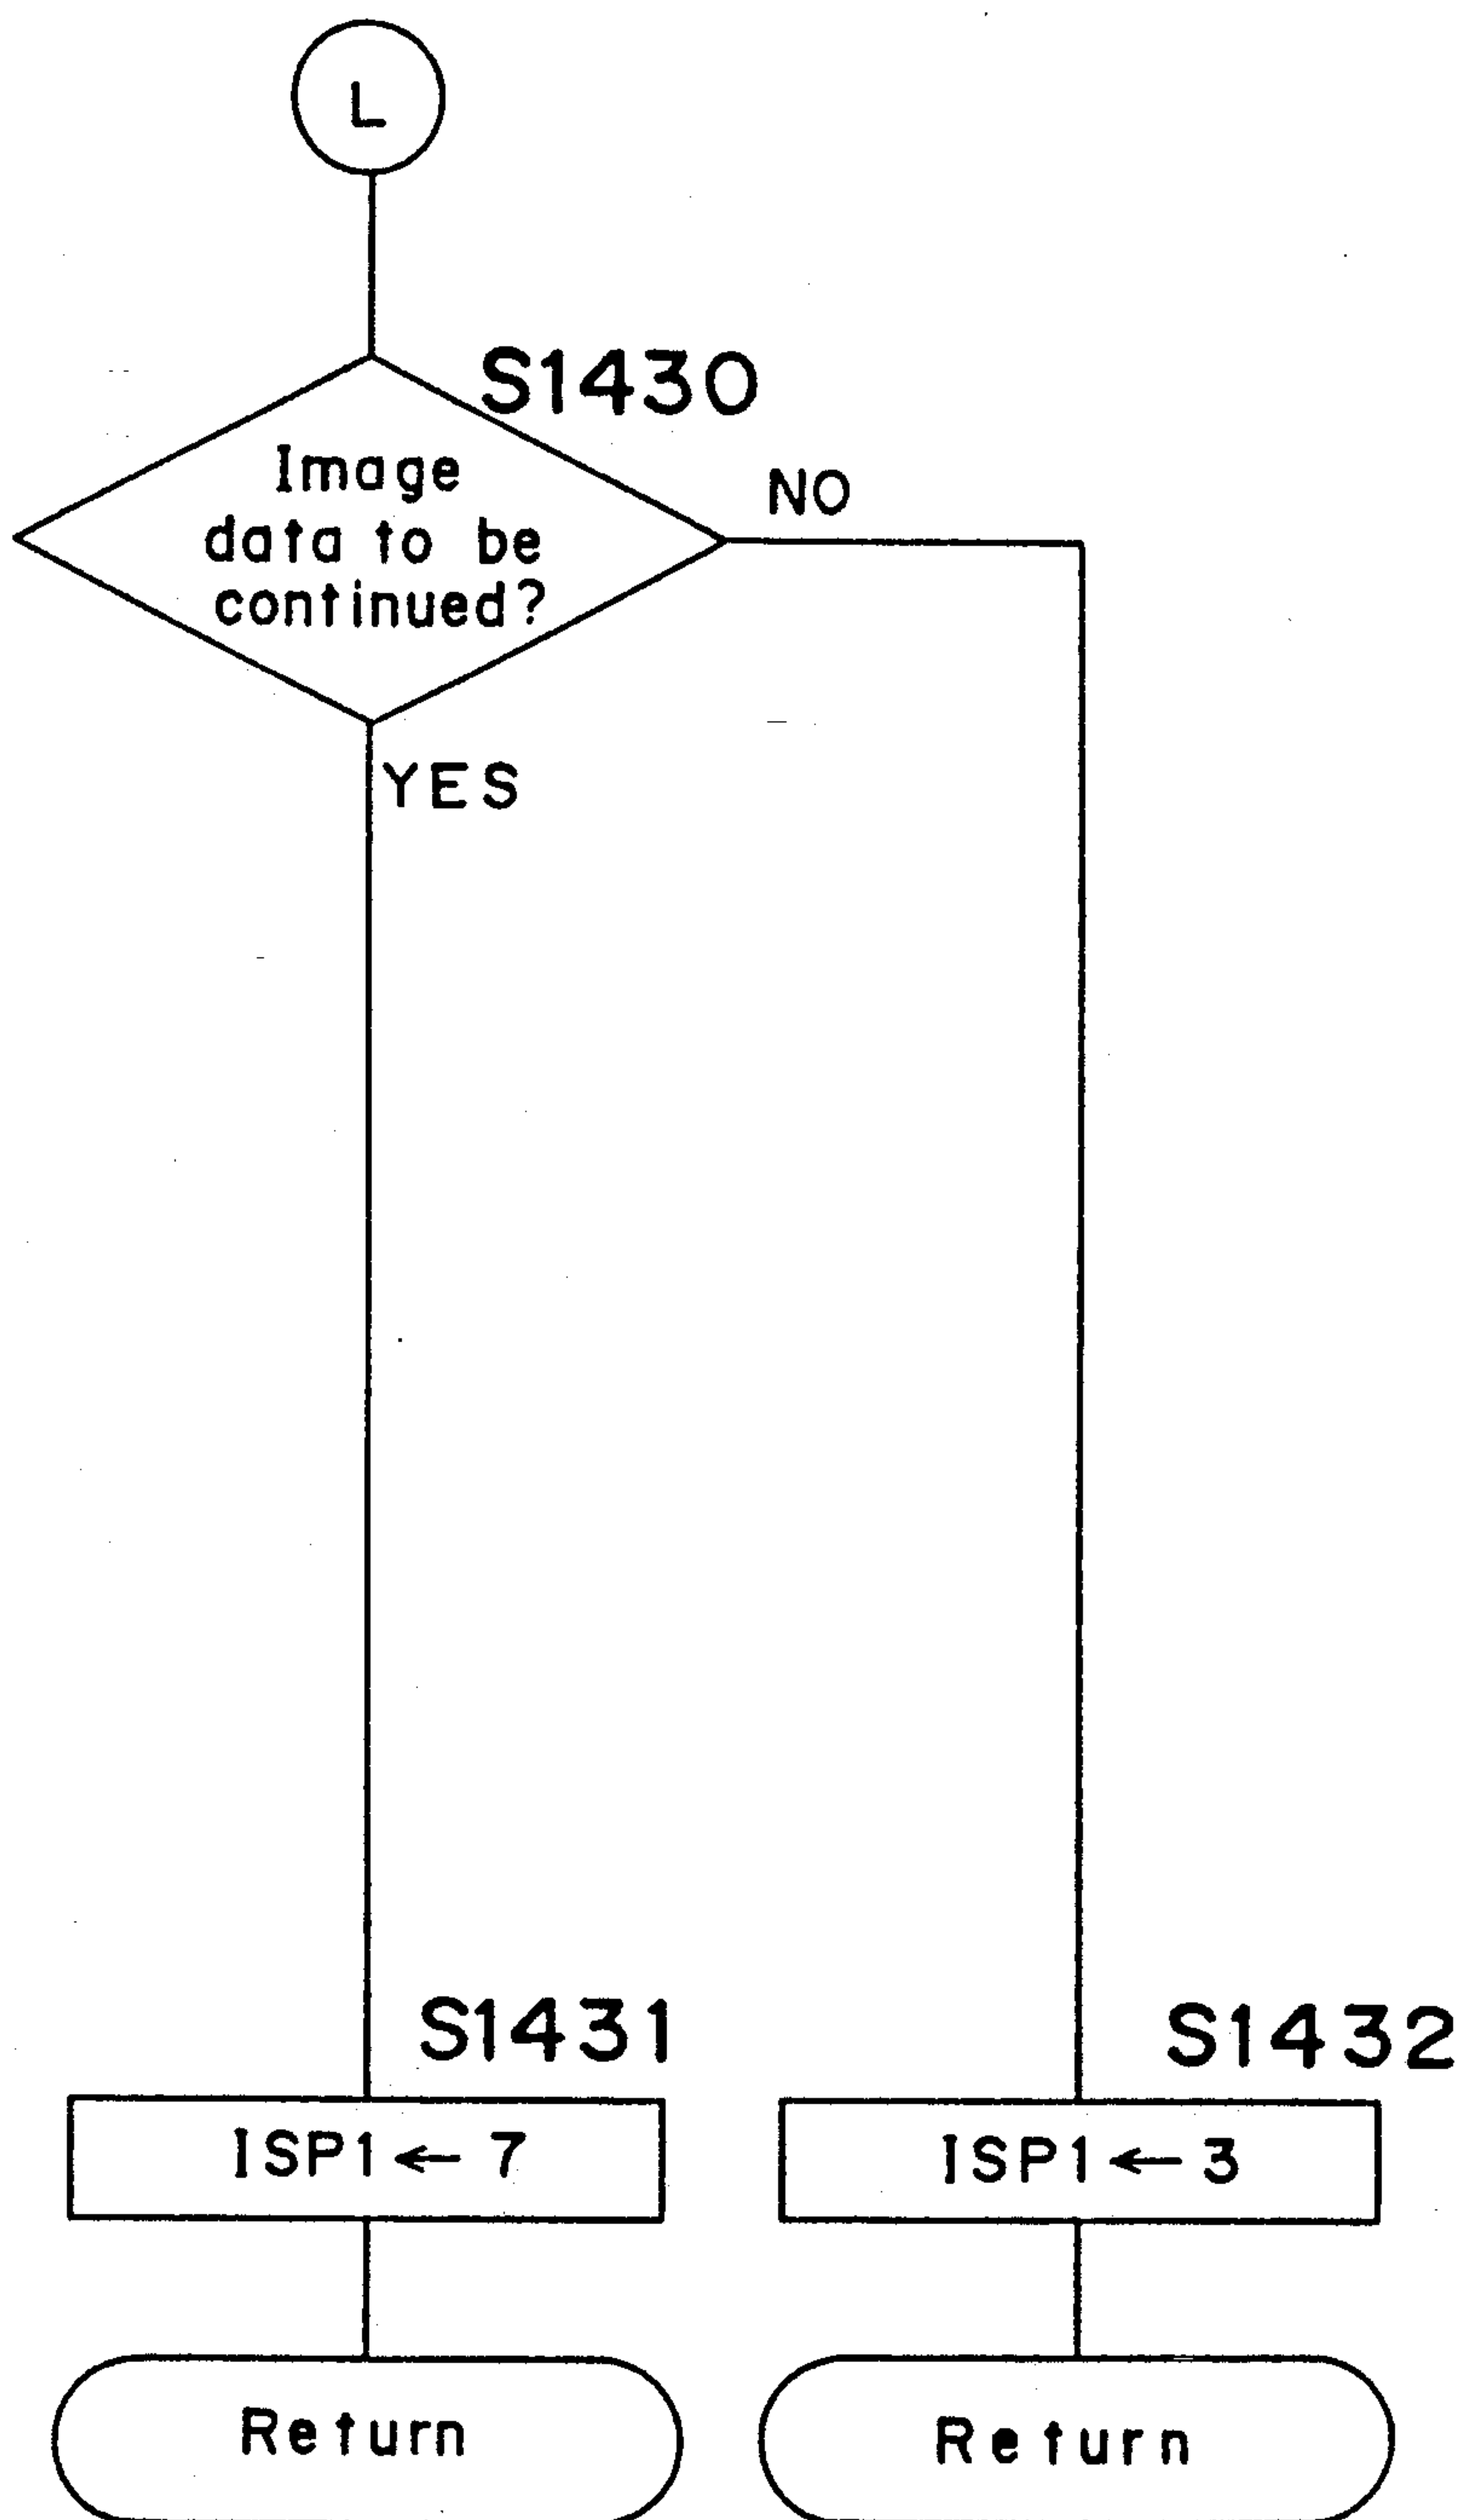 L
S1430
Image
data to be
continued?
NO
YES
S1431
S1432
ISP1← 7
ISP1← 3
Return
Return